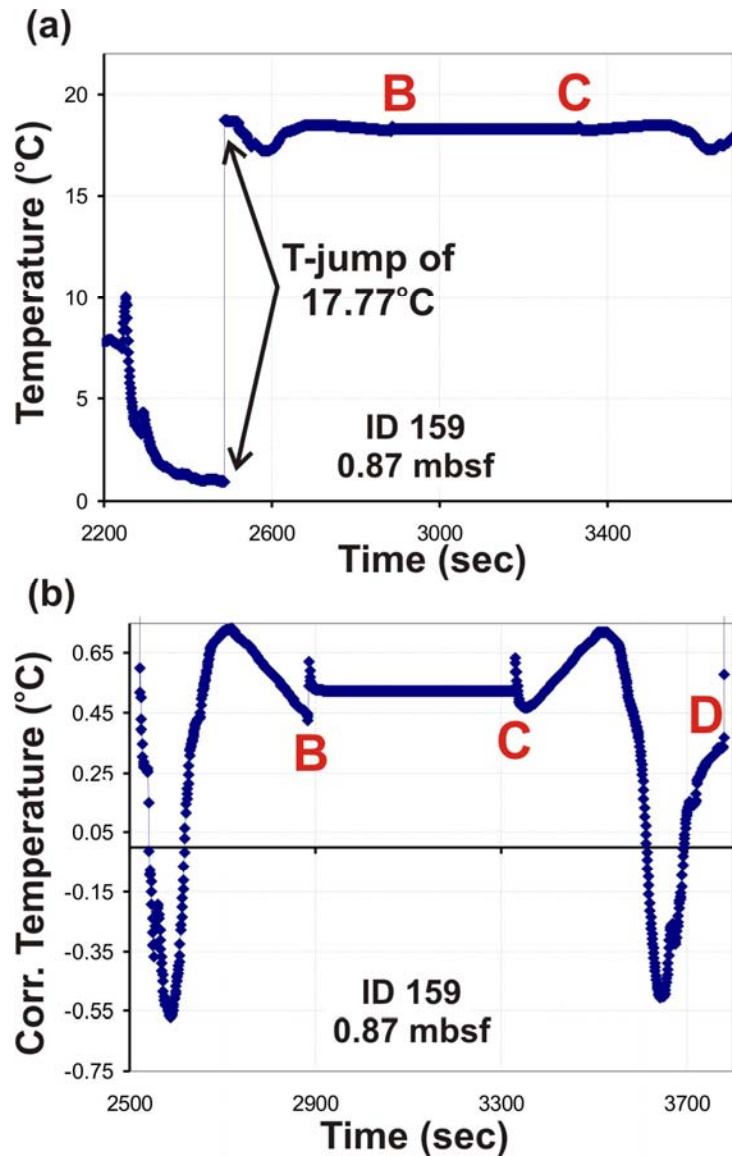 (a)
Temperature (°C)
20
15
10
5
0
B
C
T-jump of
17.77°C
ID 159
0.87 mbsf
2200
2600
3000
3400
Time (sec)
(b)
Corr. Temperature (°C)
0.65
0.45
0.25
0.05
-0.15
-0.35
-0.55
-0.75
B
C
D
ID 159
0.87 mbsf
2500
2900
3300
3700
Time (sec)